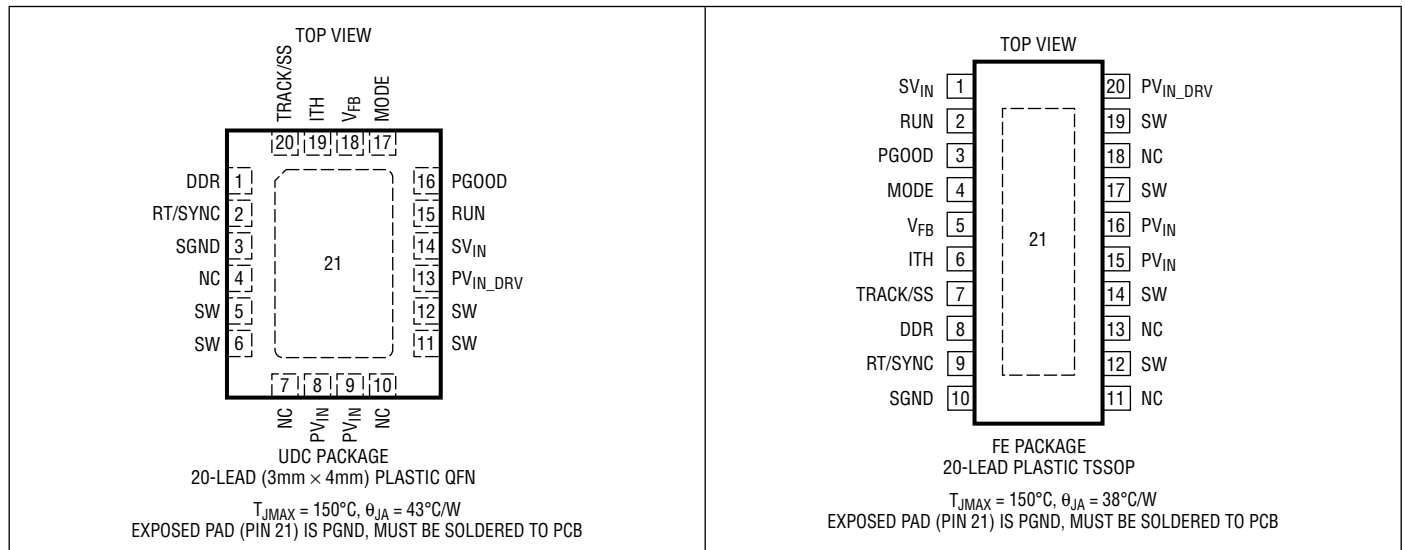 TOP VIEW
TRACK/SS
ITH
VFB
MODE
20 19 18 17
DDR 1
RT/SYNC 2
SGND 3
NC 4
SW 5
SW 6
21
16 PGOOD
15 RUN
14 SVIN
13 PVIN_DRV
12 SW
11 SW
7 8 9 10
NC
PVIN
PVIN
NC
UDC PACKAGE
20-LEAD (3mm × 4mm) PLASTIC QFN
TJMAX = 150°C, θJA = 43°C/W
EXPOSED PAD (PIN 21) IS PGND, MUST BE SOLDERED TO PCB
TOP VIEW
SVIN 1
RUN 2
PGOOD 3
MODE 4
VFB 5
ITH 6
TRACK/SS 7
DDR 8
RT/SYNC 9
SGND 10
21
20 PVIN_DRV
19 SW
18 NC
17 SW
16 PVIN
15 PVIN
14 SW
13 NC
12 SW
11 NC
FE PACKAGE
20-LEAD PLASTIC TSSOP
TJMAX = 150°C, θJA = 38°C/W
EXPOSED PAD (PIN 21) IS PGND, MUST BE SOLDERED TO PCB